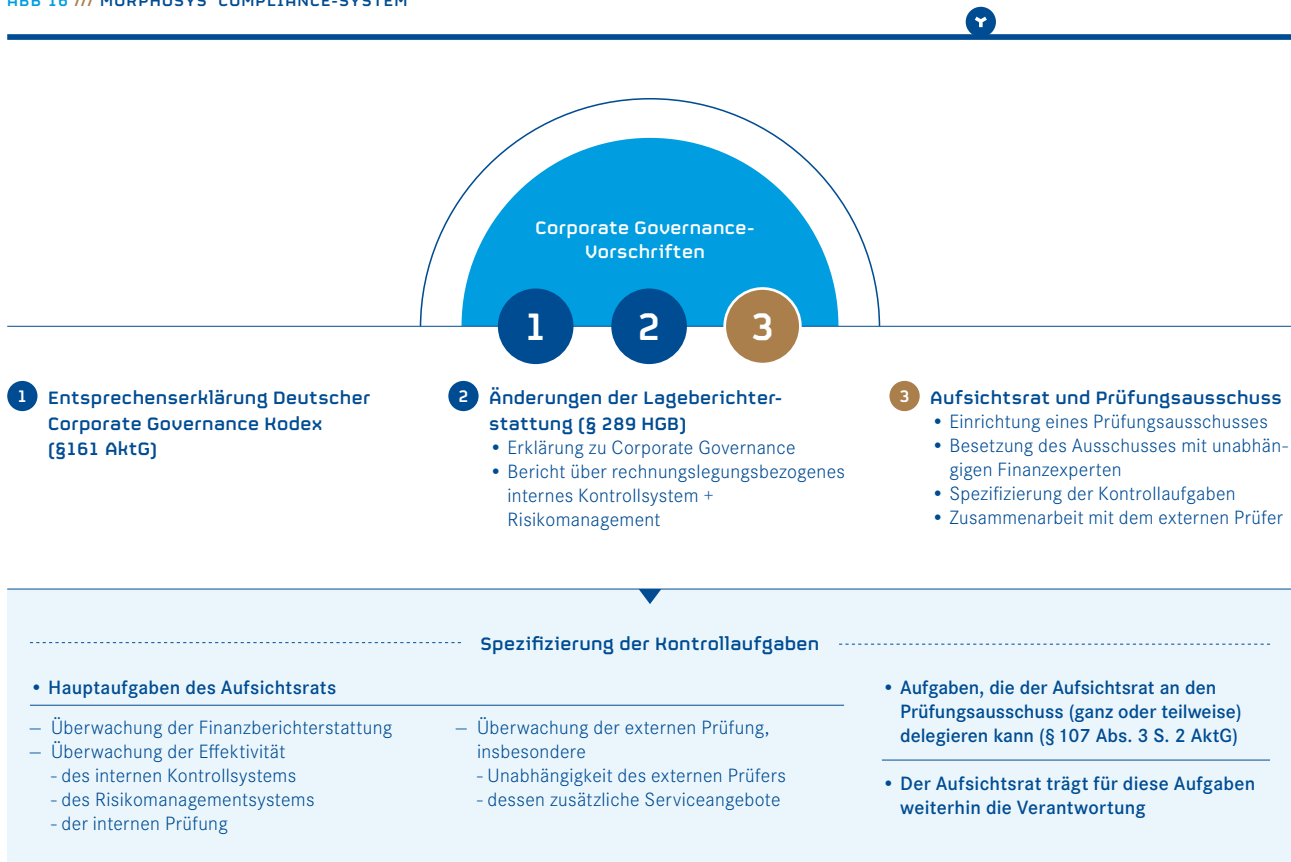 ABB 16 /// MORPHOSYS' COMPLIANCE-SYSTEM
Corporate Governance-
Vorschriften
1
2
3
1 Entsprechenserklärung Deutscher
Corporate Governance Kodex
(§161 AktG)
2 Änderungen der Lageberichter-
stattung (§ 289 HGB)
• Erklärung zu Corporate Governance
• Bericht über rechnungslegungsbezogenes
internes Kontrollsystem +
Risikomanagement
3 Aufsichtsrat und Prüfungsausschuss
• Einrichtung eines Prüfungsausschusses
• Besetzung des Ausschusses mit unabhän-
gigen Finanzexperten
• Spezifizierung der Kontrollaufgaben
• Zusammenarbeit mit dem externen Prüfer
Spezifizierung der Kontrollaufgaben
• Hauptaufgaben des Aufsichtsrats
— Überwachung der Finanzberichterstattung
— Überwachung der Effektivität
- des internen Kontrollsystems
- des Risikomanagementsystems
- der internen Prüfung
— Überwachung der externen Prüfung,
insbesondere
- Unabhängigkeit des externen Prüfers
- dessen zusätzliche Serviceangebote
• Aufgaben, die der Aufsichtsrat an den
Prüfungsausschuss (ganz oder teilweise)
delegieren kann (§ 107 Abs. 3 S. 2 AktG)
• Der Aufsichtsrat trägt für diese Aufgaben
weiterhin die Verantwortung